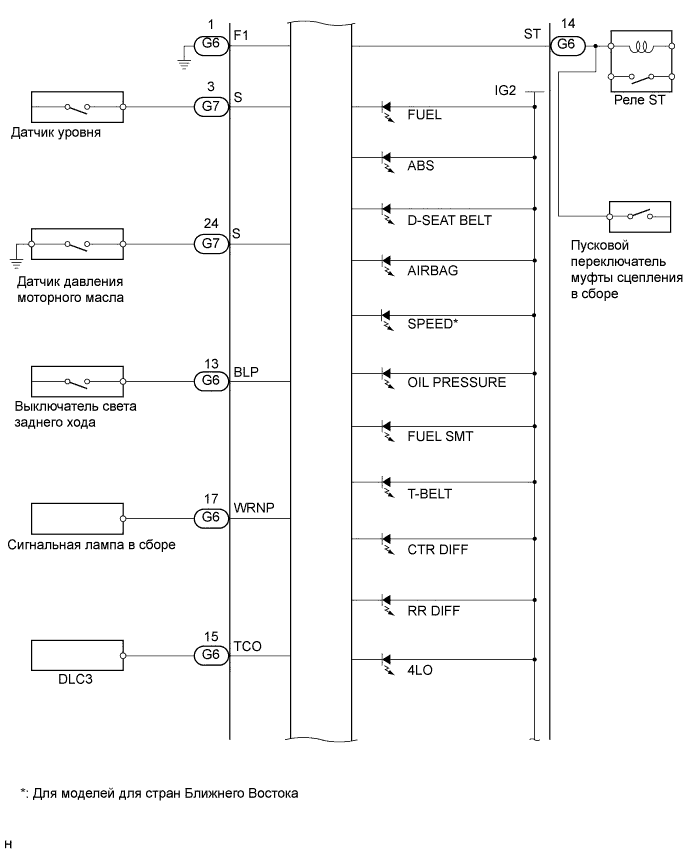 1
G6
F1
ST
14
G6
Реле ST
IG2
3
G7
S
Датчик уровня
FUEL
ABS
D-SEAT BELT
24
G7
S
Датчик давления
моторного масла
Пусковой
переключатель
муфты сцепления
в сборе
AIRBAG
SPEED*
13
G6
BLP
Выключатель света
заднего хода
OIL PRESSURE
FUEL SMT
T-BELT
17
G6
WRNP
Сигнальная лампа в сборе
CTR DIFF
RR DIFF
15
G6
TCO
DLC3
4LO
*: Для моделей для стран Ближнего Востока
H